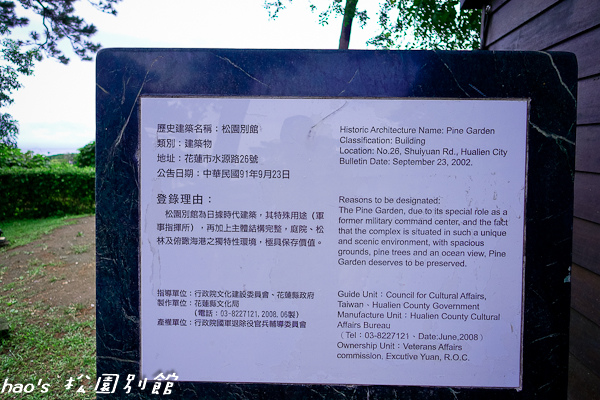 歷史建築名稱：松園別館
類別：建築物
地址：花蓮市水源路26號
公告日期：中華民國91年9月23日
登錄理由：
松園別館為日據時代建築，其特殊用途（軍
事指揮所），再加上主體結構完整，庭院、松
林及俯瞰海港之獨特性環境，極具保存價值。
指導單位：行政院文化建設委員會、花蓮縣政府
製作單位：花蓮縣文化局
（電話：03-8227121, 2008.06製）
產權單位：行政院國軍退除役官兵輔導委員會
Historic Architecture Name: Pine Garden
Classification: Building
Location: No.26, Shuiyuan Rd., Hualien City
Bulletin Date: September 23, 2002.
Reasons to be designated:
The Pine Garden, due to its special role as a
former military command center, and the fact
that the complex is situated in such a unique
and scenic environment, with spacious
grounds, pine trees and an ocean view, Pine
Garden deserves to be preserved.
Guide Unit：Council for Cultural Affairs,
Taiwan、Hualien County Government
Manufacture Unit：Hualien County Cultural
Affairs Bureau
（Tel：03-8227121、Date:June,2008）
Ownership Unit：Veterans Affairs
commission, Excutive Yuan, R.O.C.
hao's 松園別館